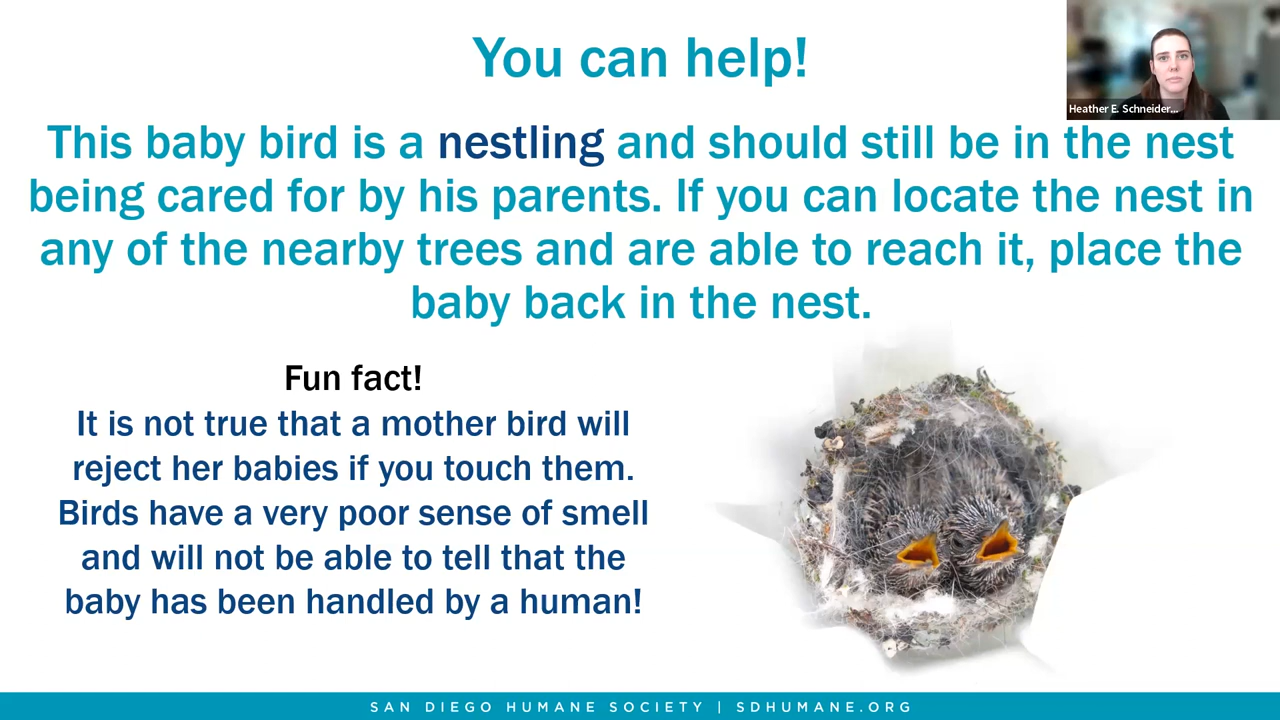 You can help!
Heather E. Schneider...
This baby bird is a nestling and should still be in the nest
being cared for by his parents. If you can locate the nest in
any of the nearby trees and are able to reach it, place the
baby back in the nest.
Fun fact!
It is not true that a mother bird will
reject her babies if you touch them.
Birds have a very poor sense of smell
and will not be able to tell that the
baby has been handled by a human!
SAN DIEGO HUMANE SOCIETY | SDHUMANE.ORG